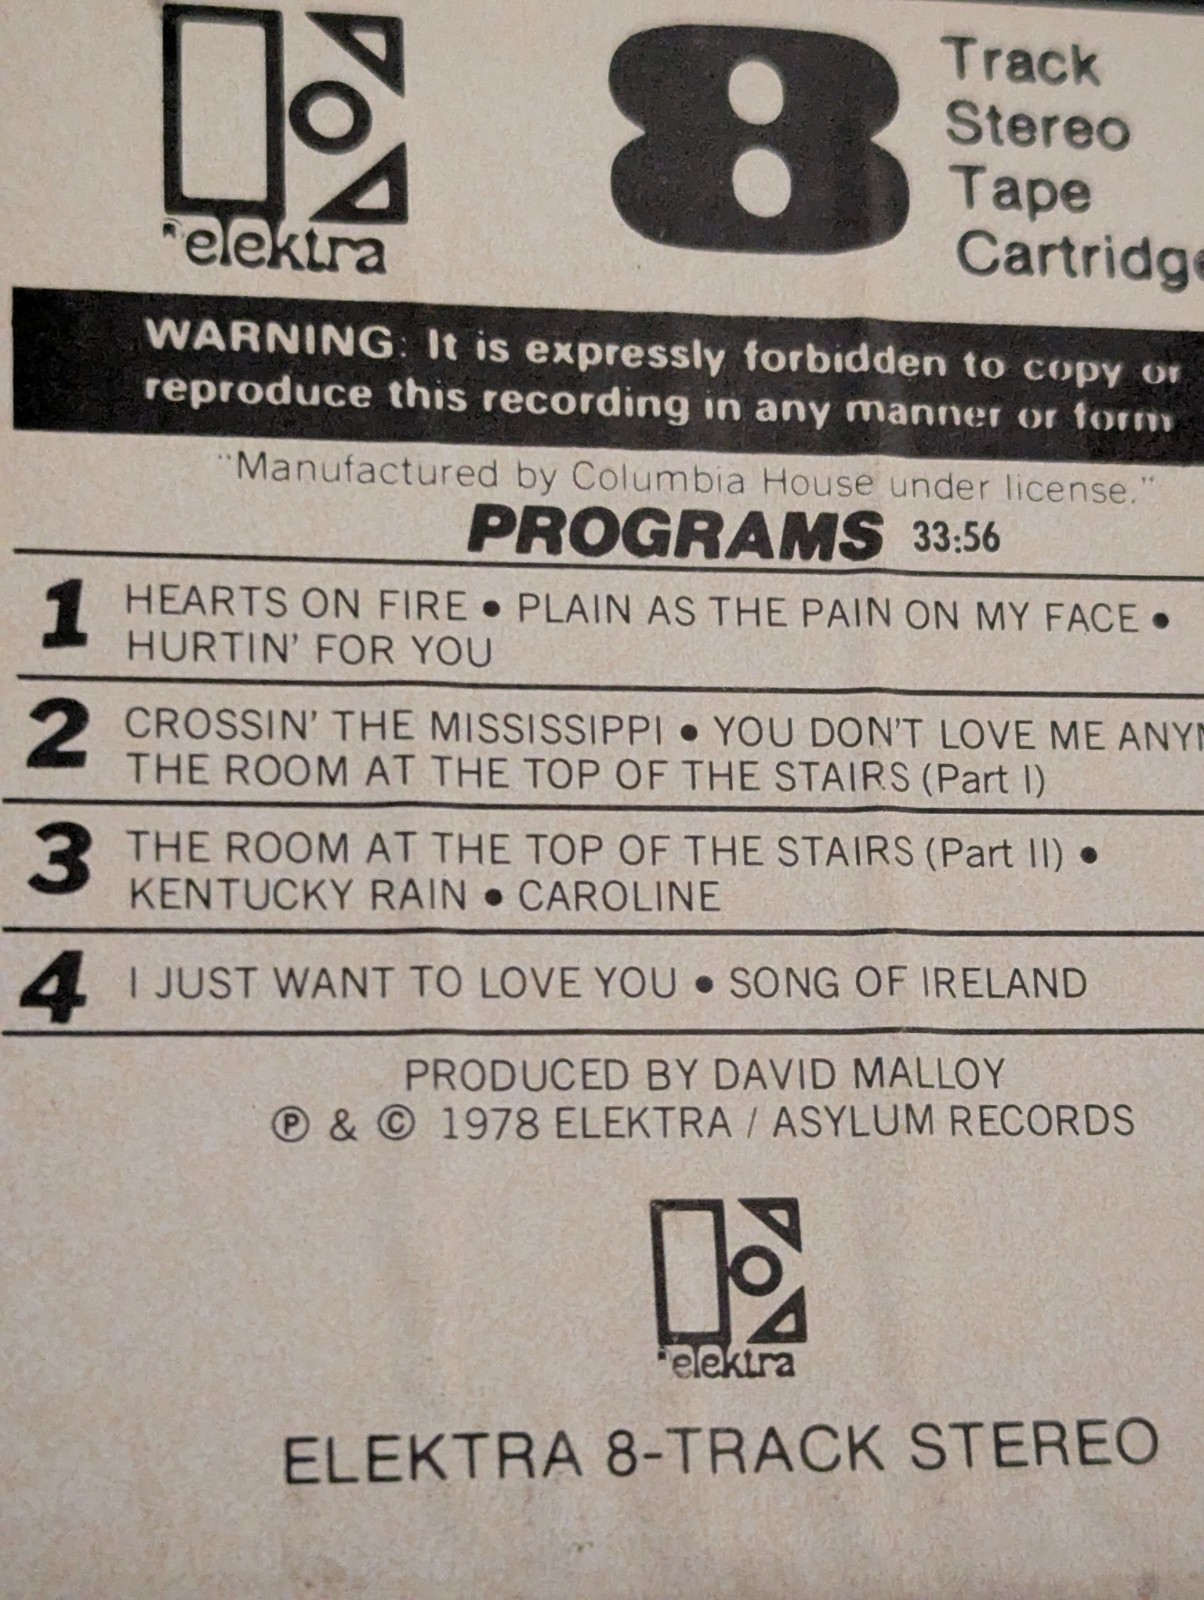 elektra
8 Track
Stereo
Tape
Cartridge
WARNING: It is expressly forbidden to copy or
reproduce this recording in any manner or form
"Manufactured by Columbia House under license."
PROGRAMS 33:56
1 HEARTS ON FIRE • PLAIN AS THE PAIN ON MY FACE •
HURTIN' FOR YOU
2 CROSSIN' THE MISSISSIPPI • YOU DON'T LOVE ME
THE ROOM AT THE TOP OF THE STAIRS (Part I)
3 THE ROOM AT THE TOP OF THE STAIRS (Part II) •
KENTUCKY RAIN • CAROLINE
4 I JUST WANT TO LOVE YOU • SONG OF IRELAND
PRODUCED BY DAVID MALLOY
℗ & © 1978 ELEKTRA / ASYLUM RECORDS
elektra
ELEKTRA 8-TRACK STEREO